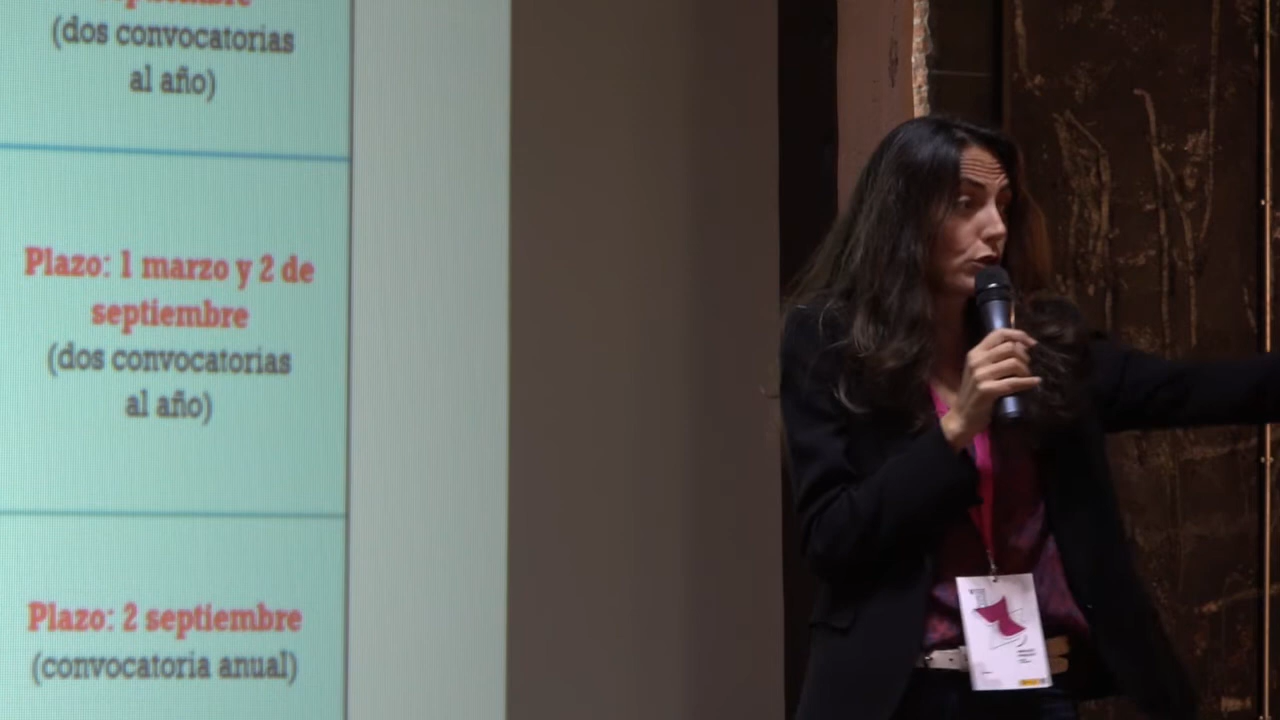 septiembre
(dos convocatorias
al año)
Plazo: 1 marzo y 2 de
septiembre
(dos convocatorias
al año)
Plazo: 2 septiembre
(convocatoria anual)